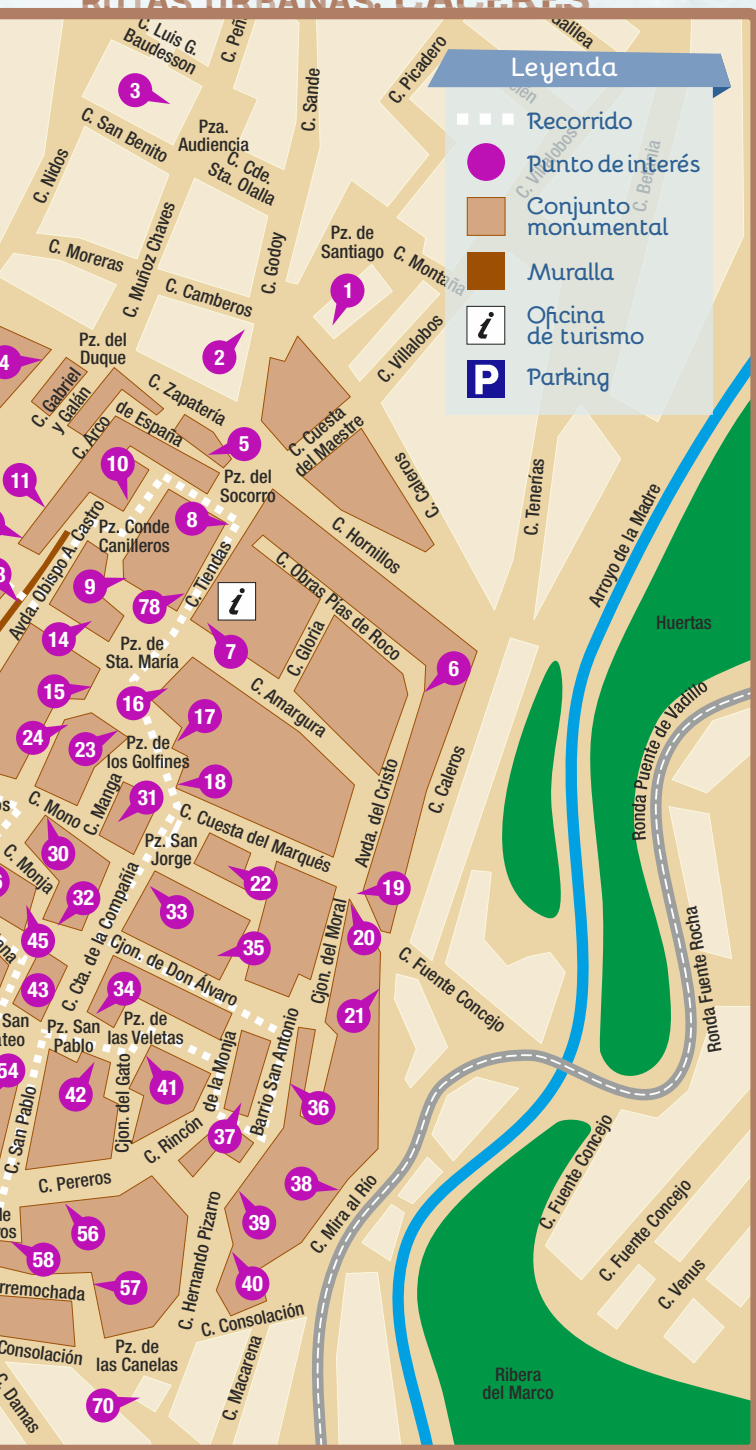 RUTAS URBANAS. CÁCERES
C. Luis G.
Baudesson
C. Peñ
C. Sande
C. Picadero
Galilea
Leyenda
Recorrido
Punto de interés
Conjunto
monumental
Muralla
i
Oficina
de turismo
P
Parking
C. Villalobos
C. Betania
3
C. San Benito
Pza.
Audiencia
C. Cde.
Sta. Olalla
C. Nidos
C. Moreras
C. Muñoz Chaves
C. Godoy
C. Camberos
Pz. de
Santiago
C. Montaña
1
2
C. Villalobos
4
Pz. del
Duque
C. Gabriel
y Galán
C. Zapatería
C. Arco
de España
5
C. Cuesta
del Maestre
C. Caleros
C. Tenerías
10
11
Pz. del
Socorro
8
Pz. Conde
Canilleros
C. Hornillos
Arroyo de la Madre
Avda. Obispo A. Castro
C. Tiendas
9
78
i
C. Obras Pías de Roco
Huertas
14
Pz. de
Sta. María
7
C. Gloria
6
15
16
C. Amargura
17
Ronda Puente de Vadillo
24
23
Pz. de
los Golfines
C. Caleros
18
C. Manga
31
Avda. del Cristo
os
C. Mono
C. Cuesta del Marqués
Pz. San
Jorge
30
C. Monja
22
19
32
33
C. Cta. de la Compañía
Cjon. del Moral
20
45
35
Cjon. de Don Álvaro
C. Fuente Concejo
Ronda Fuente Rocha
43
34
21
San
ateo
Pz. San
Pablo
Pz. de
las Veletas
54
42
41
Cjon. del Gato
C. Rincón
de la Monja
Barrio San Antonio
36
37
C. San Pablo
C. Pereros
38
C. Mira al Río
C. Fuente Concejo
C. Fuente Concejo
C. Venus
39
56
58
C. Hernando Pizarro
40
57
rremochada
Consolación
C. Consolación
Pz. de
las Canelas
C. Macarena
C. Damas
70
Ribera
del Marco